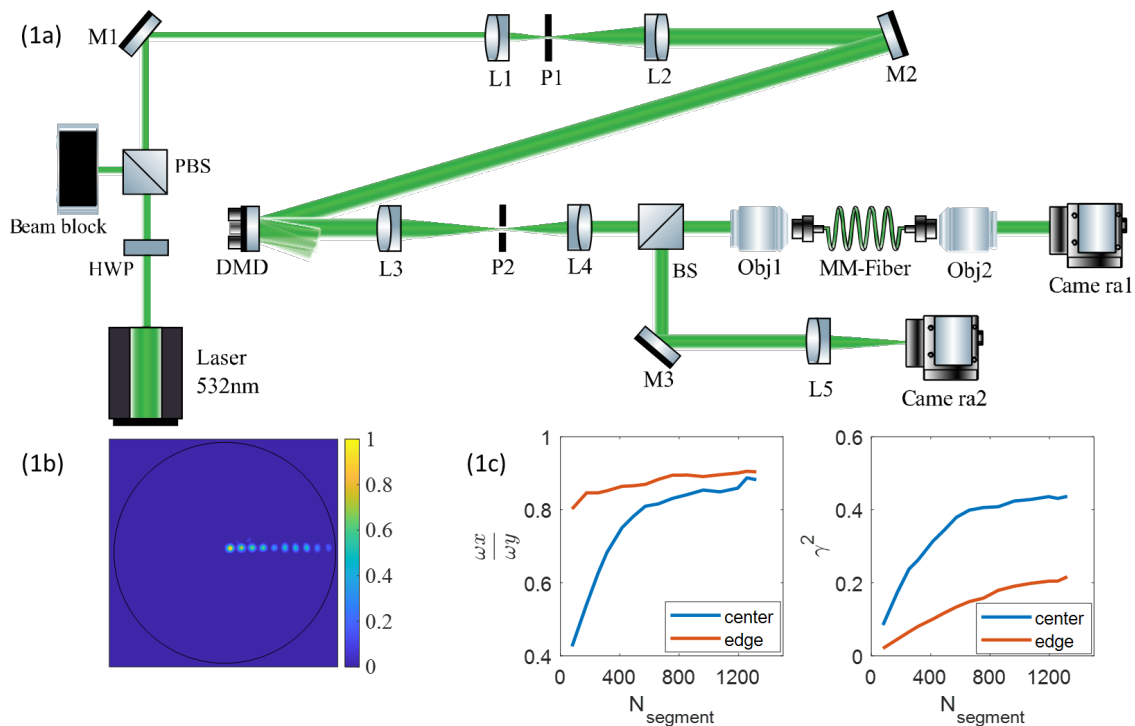 (1a)
M1
L1
P1
L2
M2
PBS
Beam block
HWP
DMD
L3
P2
L4
BS
Obj1
MM-Fiber
Obj2
Came ra1
Laser
532nm
M3
L5
Came ra2
(1b)
1
0.8
0.6
0.4
0.2
0
(1c)
1
0.8
0.6
0.4
ωx
ωy
center
edge
0 400 800 1200
N segment
0.6
0.4
0.2
0
γ²
center
edge
0 400 800 1200
N segment